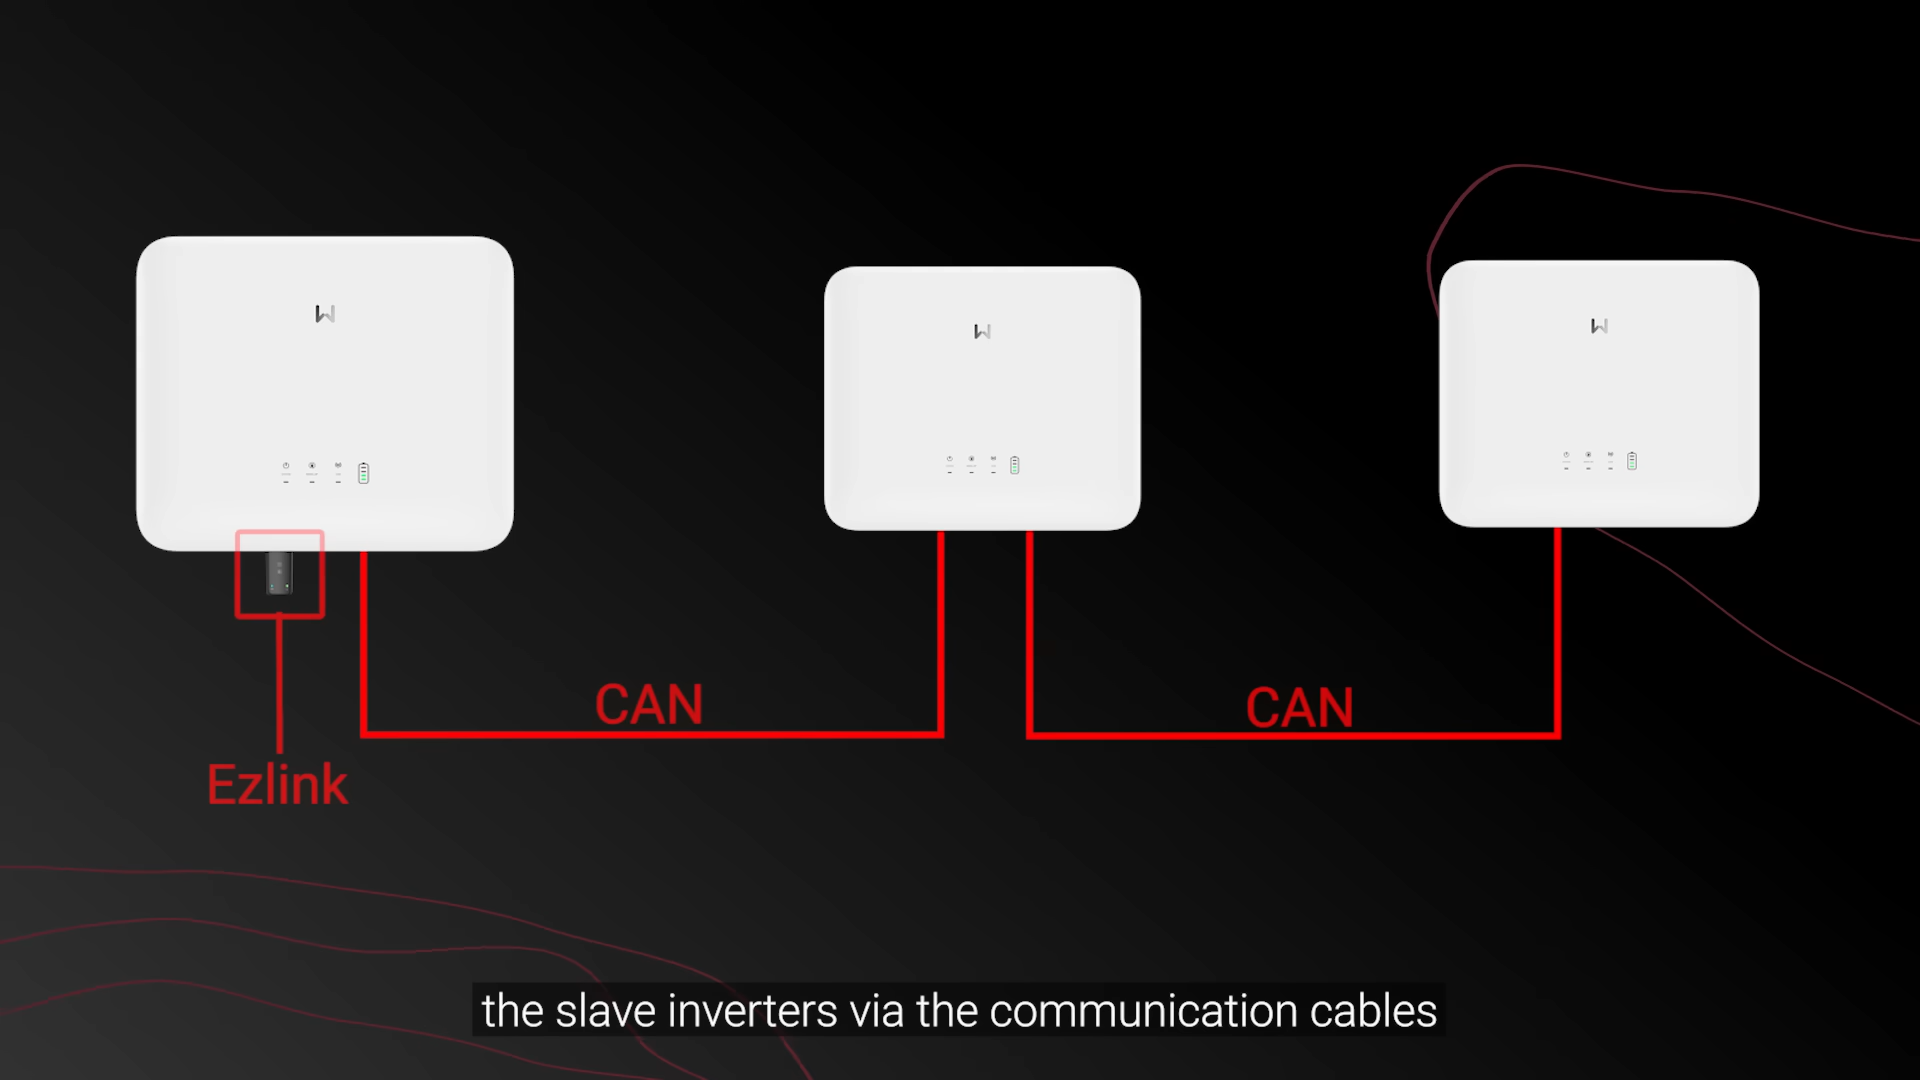 CAN
CAN
Ezlink
the slave inverters via the communication cables